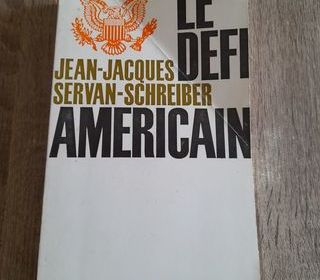 LE
JEAN-JACQUES DEFI
SERVAN-SCHREIBER
AMERICAIN